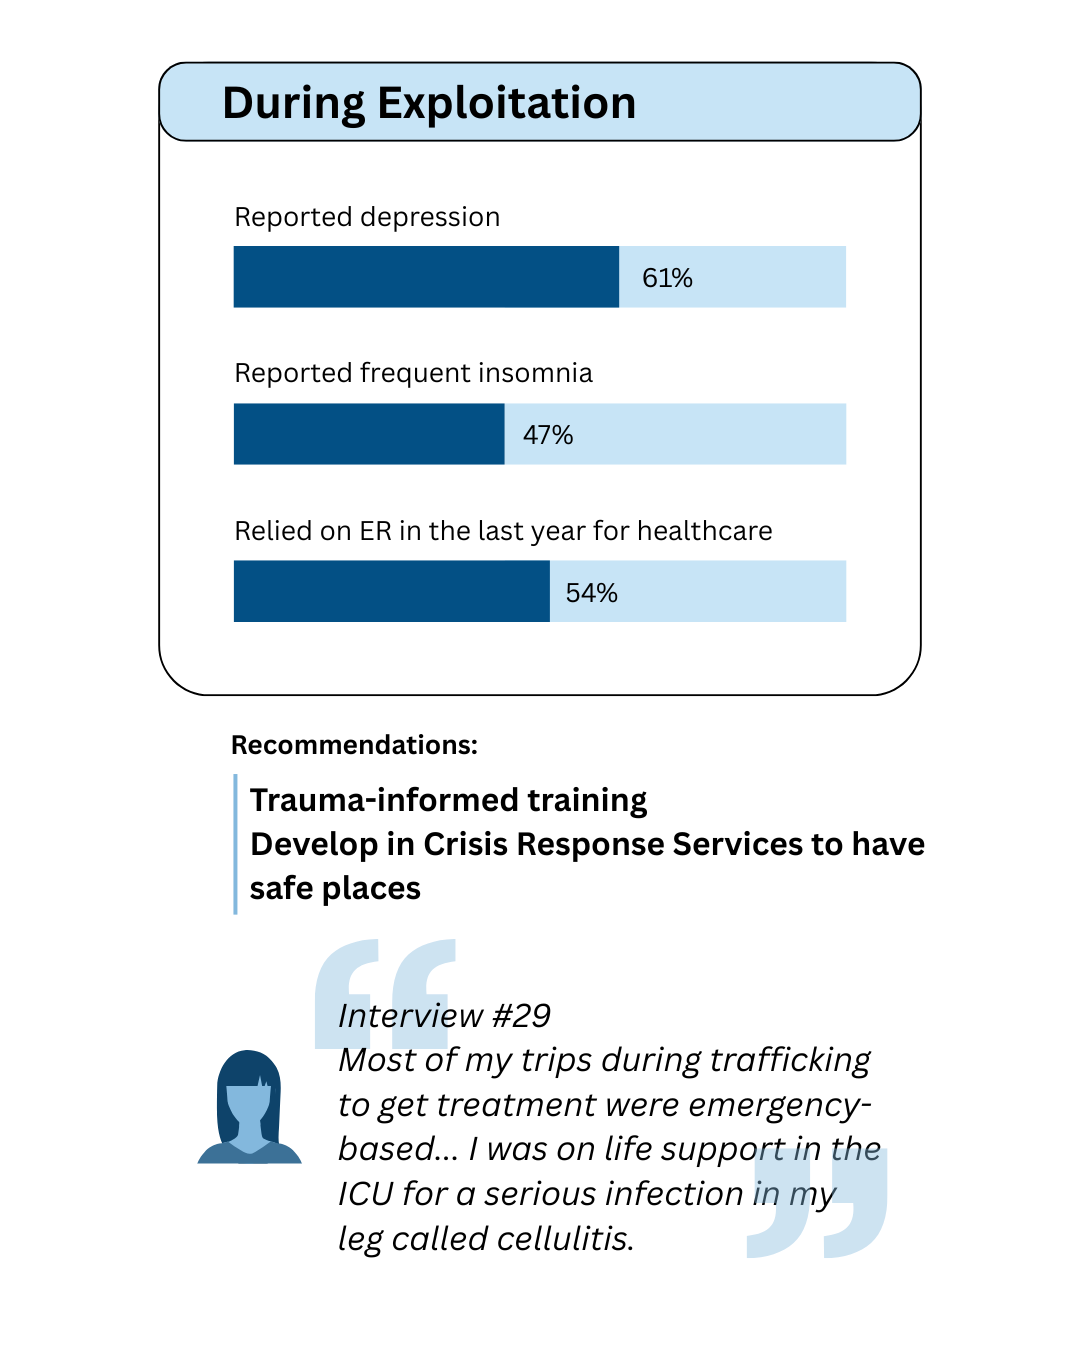 During Exploitation
Reported depression
61%
Reported frequent insomnia
47%
Relied on ER in the last year for healthcare
54%
Recommendations:
Trauma-informed training
Develop in Crisis Response Services to have
safe places
Interview #29
Most of my trips during trafficking
to get treatment were emergency-
based... I was on life support in the
ICU for a serious infection in my
leg called cellulitis.